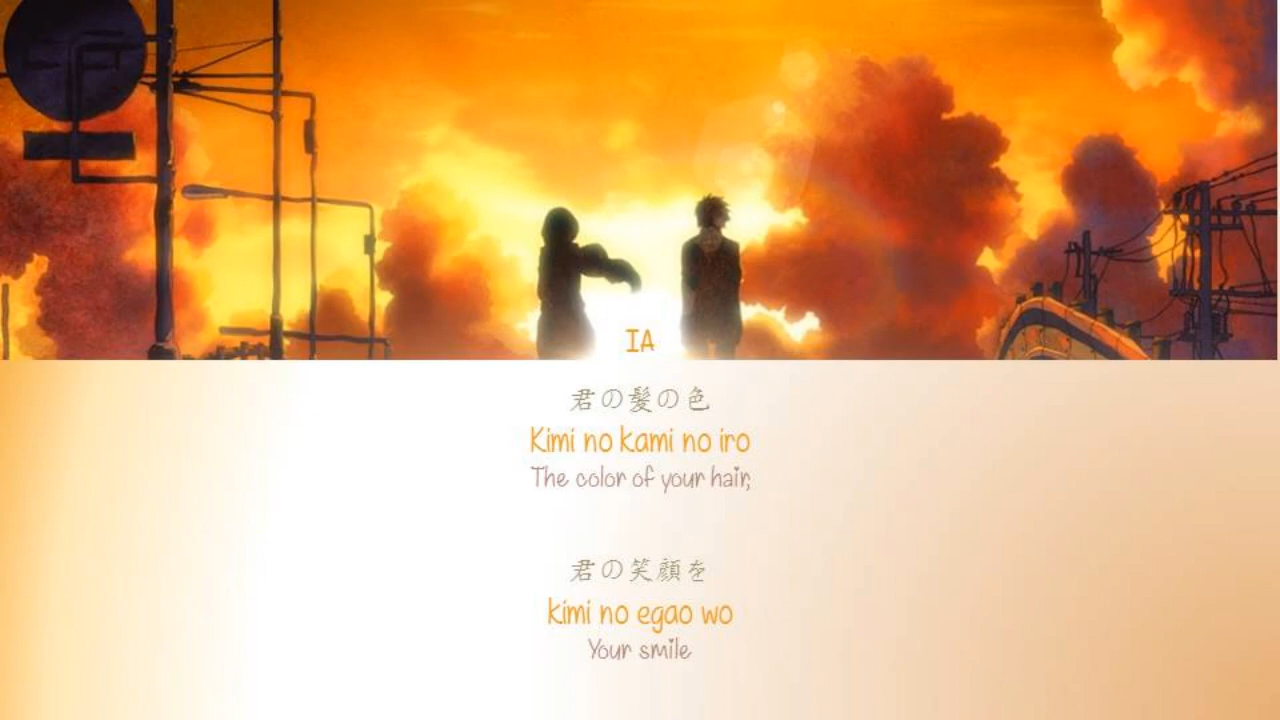 IA
君の髪の色
Kimi no kami no iro
The color of your hair,
君の笑顔を
kimi no egao wo
Your smile